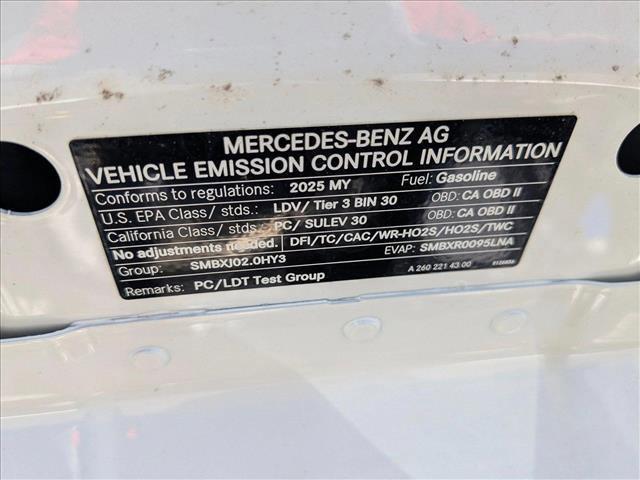 MERCEDES-BENZ AG
VEHICLE EMISSION CONTROL INFORMATION
Conforms to regulations: 2025 MY Fuel: Gasoline
U.S. EPA Class/ stds.: LDV/ Tier 3 BIN 30 OBD: CA OBD II
California Class/ stds.: PC/ SULEV 30 OBD: CA OBD II
No adjustments needed. DFI/TC/CAC/WR-HO2S/HO2S/TWC
Group: SMBXJ02.0HY3 EVAP: SMBXR0095LNA
Remarks: PC/LDT Test Group A 260 221 43 00